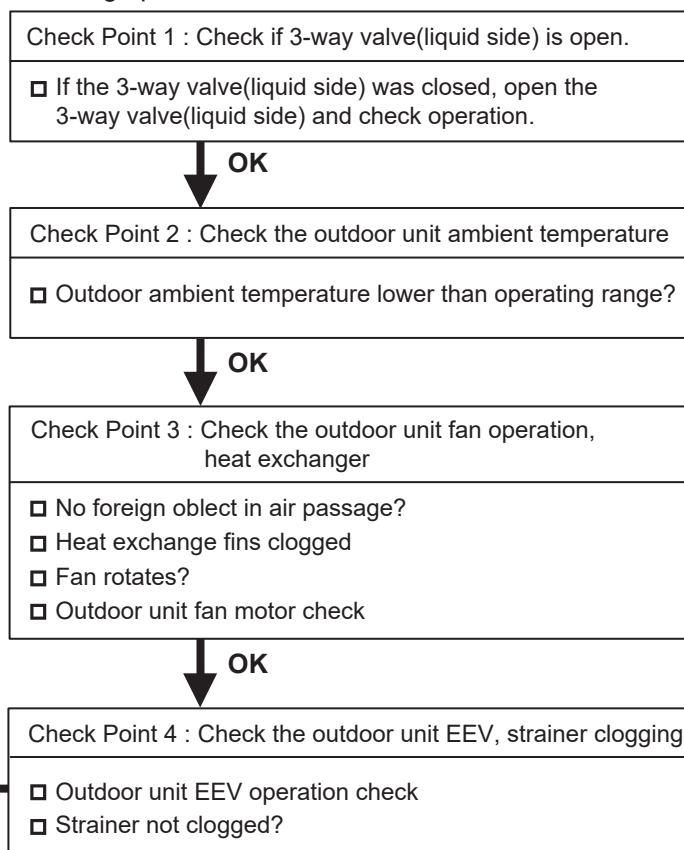 Check Point 1 : Check if 3-way valve(liquid side) is open.
If the 3-way valve(liquid side) was closed, open the
3-way valve(liquid side) and check operation.
OK
Check Point 2 : Check the outdoor unit ambient temperature
Outdoor ambient temperature lower than operating range?
OK
Check Point 3 : Check the outdoor unit fan operation,
heat exchanger
No foreign oblect in air passage?
Heat exchange fins clogged
Fan rotates?
Outdoor unit fan motor check
OK
Check Point 4 : Check the outdoor unit EEV, strainer clogging
Outdoor unit EEV operation check
Strainer not clogged?